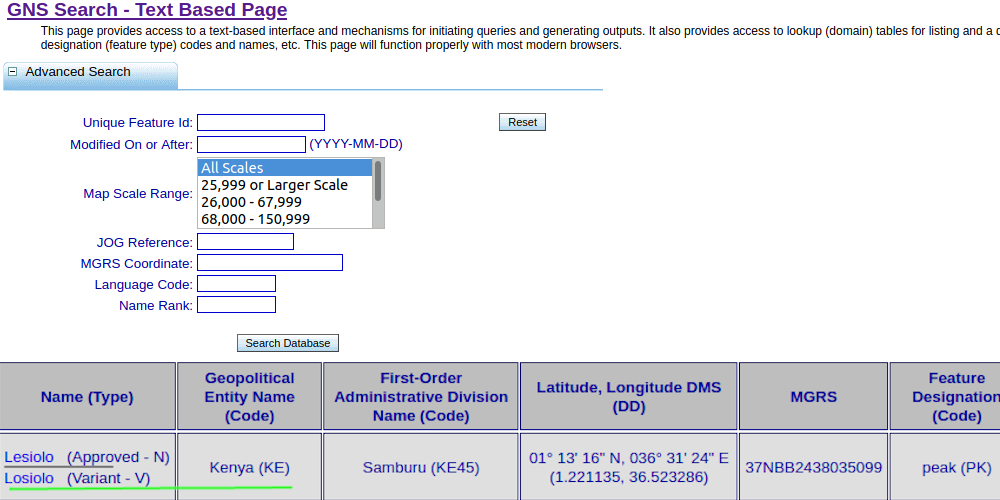 GNS Search - Text Based Page
This page provides access to a text-based interface and mechanisms for initiating queries and generating outputs. It also provides access to lookup (domain) tables for listing and a
designation (feature type) codes and names, etc. This page will function properly with most modern browsers.
Advanced Search
Unique Feature Id:
Reset
Modified On or After: (YYYY-MM-DD)
Map Scale Range:
All Scales
25,999 or Larger Scale
26,000 - 67,999
68,000 - 150,999
JOG Reference:
MGRS Coordinate:
Language Code:
Name Rank:
Search Database
Name (Type)
Geopolitical
Entity Name
(Code)
First-Order
Administrative Division
Name (Code)
Latitude, Longitude DMS
(DD)
MGRS
Feature
Designation
(Code)
Lesiolo (Approved - N)
Losiolo (Variant - V)
Kenya (KE)
Samburu (KE45)
01° 13' 16" N, 036° 31' 24" E
(1.221135, 36.523286)
37NBB2438035099
peak (PK)